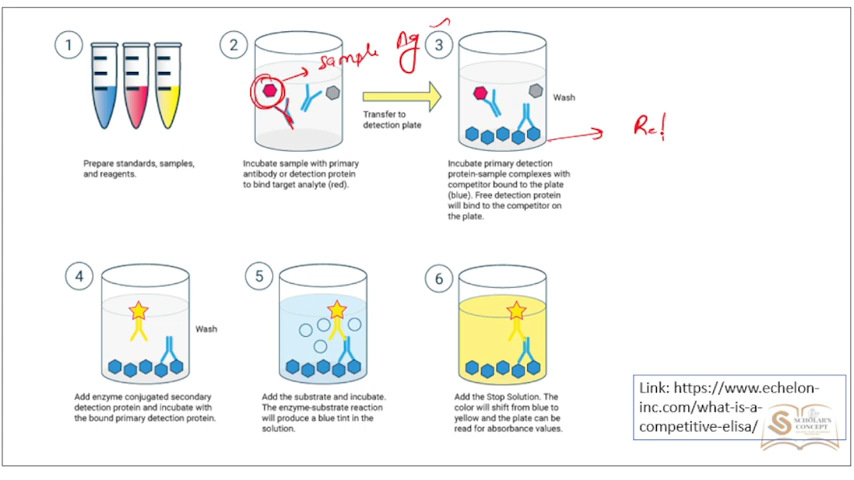 1
2
3
sample Ag
Transfer to
detection plate
Wash
Prepare standards, samples,
and reagents.
Incubate sample with primary
antibody or detection protein
to bind target analyte (red).
Incubate primary detection
protein-sample complexes with
competitor bound to the plate
(blue). Free detection protein
will bind to the competitor on
the plate.
4
5
6
Wash
Add enzyme conjugated secondary
detection protein and incubate with
the bound primary detection protein.
Add the substrate and incubate.
The enzyme-substrate reaction
will produce a blue tint in the
solution.
Add the Stop Solution. The
color will shift from blue to
yellow and the plate can be
read for absorbance values.
Link: https://www.echelon-
inc.com/what-is-a-
competitive-elisa/
SCHOLAR'S
CONCEPT